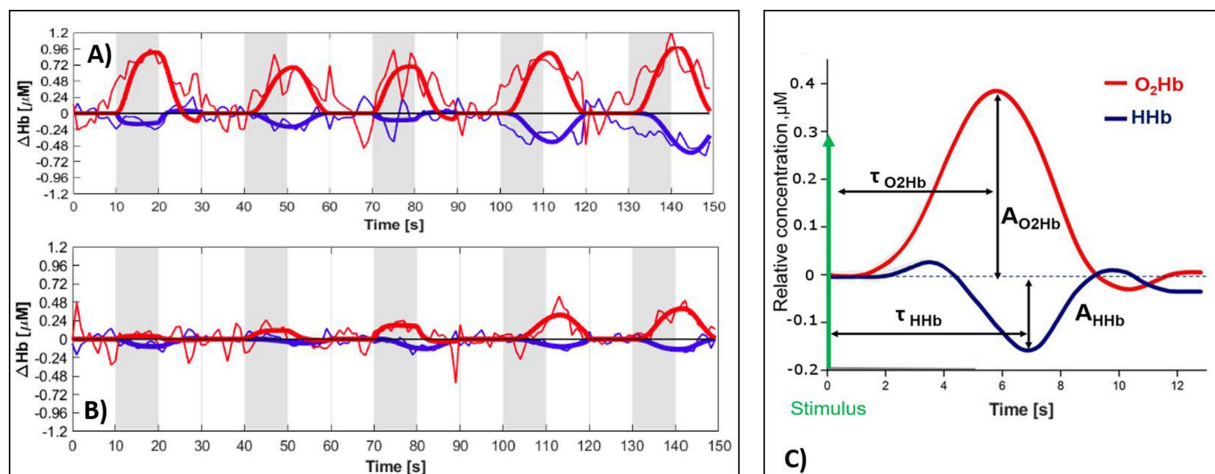 A)
ΔHb [μM]
1.2
0.96
0.72
0.48
0.24
0
-0.24
-0.48
-0.72
-0.96
-1.2
0 10 20 30 40 50 60 70 80 90 100 110 120 130 140 150
Time [s]
B)
ΔHb [μM]
1.2
0.96
0.72
0.48
0.24
0
-0.24
-0.48
-0.72
-0.96
-1.2
0 10 20 30 40 50 60 70 80 90 100 110 120 130 140 150
Time [s]
C)
Relative concentration ,μM
0.4
0.3
0.2
0.1
0
-0.1
-0.2
O2Hb
HHb
τ O2Hb
AO2Hb
τ HHb
AHHb
0 2 4 6 8 10 12
Stimulus
Time [s]